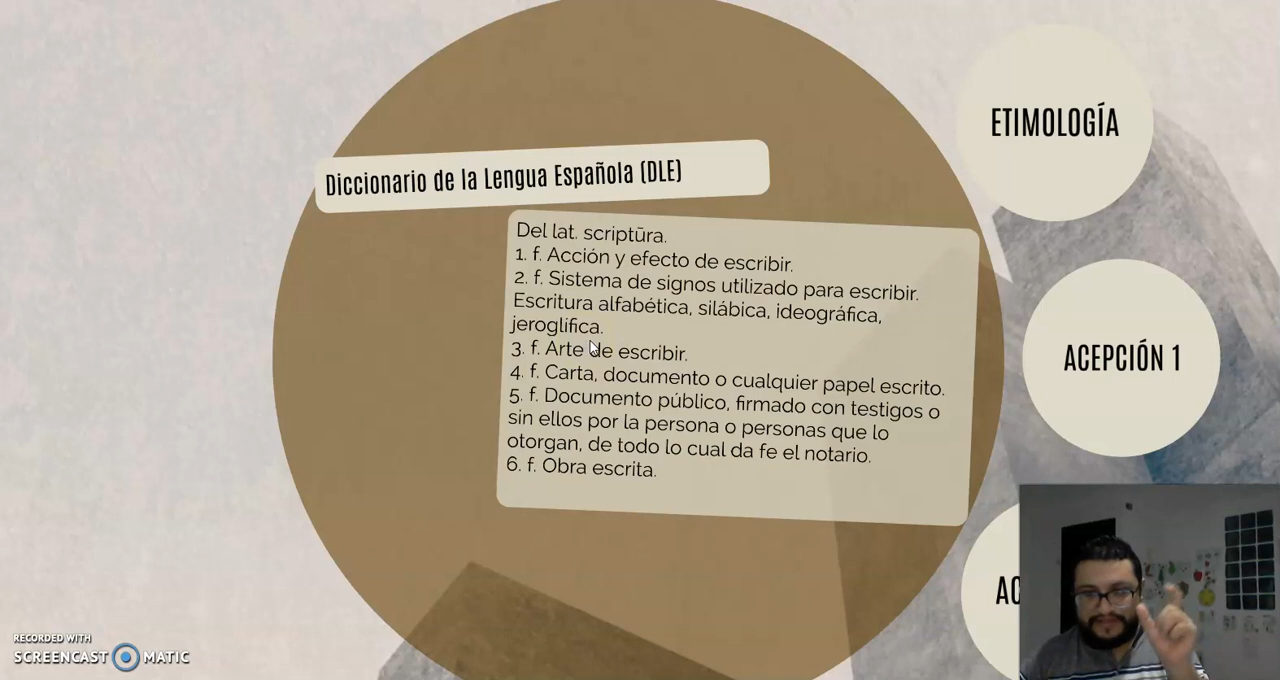 Diccionario de la Lengua Española (DLE)
Del lat. scriptūra.
1. f. Acción y efecto de escribir.
2. f. Sistema de signos utilizado para escribir.
Escritura alfabética, silábica, ideográfica,
jeroglífica.
3. f. Arte de escribir.
4. f. Carta, documento o cualquier papel escrito.
5. f. Documento público, firmado con testigos o
sin ellos por la persona o personas que lo
otorgan, de todo lo cual da fe el notario.
6. f. Obra escrita.
ETIMOLOGÍA
ACEPCIÓN 1
AC
RECORDED WITH
SCREENCAST MATIC